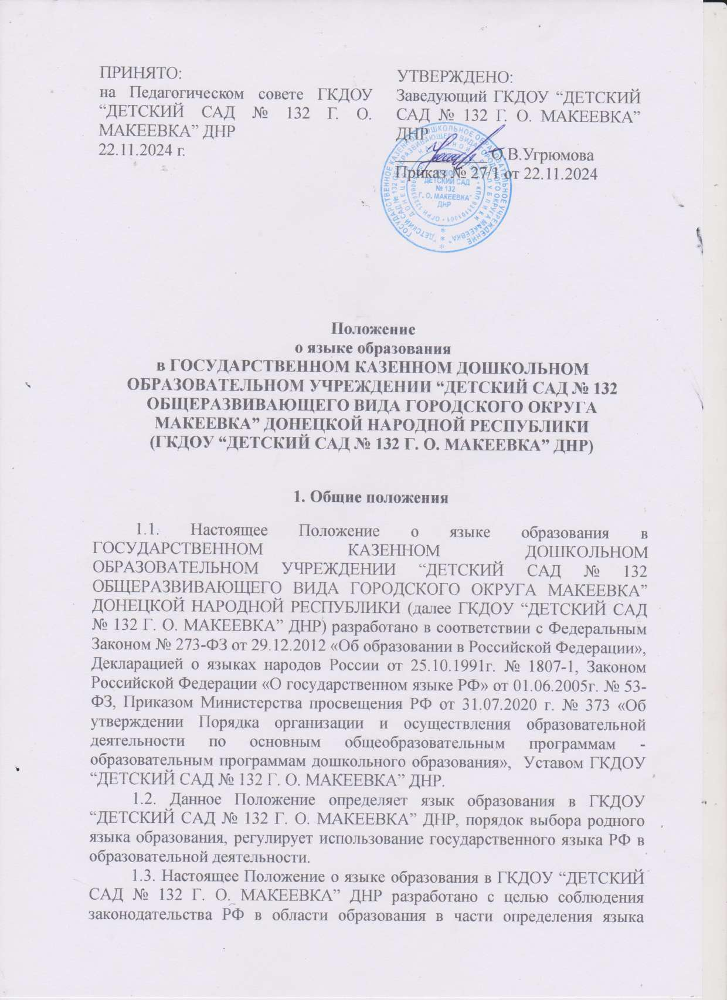 ПРИНЯТО:
на Педагогическом совете ГКДОУ
“ДЕТСКИЙ САД № 132 Г. О.
МАКЕЕВКА” ДНР
22.11.2024 г.
УТВЕРЖДЕНО:
Заведующий ГКДОУ “ДЕТСКИЙ
САД № 132 Г. О. МАКЕЕВКА”
ДНР
О.В.Угрюмова
Приказ № 27/1 от 22.11.2024
ДЕТСКИЙ САД
№ 132
Г. О. МАКЕЕВКА"
ДНР
Положение
о языке образования
в ГОСУДАРСТВЕННОМ КАЗЕННОМ ДОШКОЛЬНОМ
ОБРАЗОВАТЕЛЬНОМ УЧРЕЖДЕНИИ “ДЕТСКИЙ САД № 132
ОБЩЕРАЗВИВАЮЩЕГО ВИДА ГОРОДСКОГО ОКРУГА
МАКЕЕВКА” ДОНЕЦКОЙ НАРОДНОЙ РЕСПУБЛИКИ
(ГКДОУ “ДЕТСКИЙ САД № 132 Г. О. МАКЕЕВКА” ДНР)
1. Общие положения
1.1. Настоящее Положение о языке образования в
ГОСУДАРСТВЕННОМ КАЗЕННОМ ДОШКОЛЬНОМ
ОБРАЗОВАТЕЛЬНОМ УЧРЕЖДЕНИИ “ДЕТСКИЙ САД № 132
ОБЩЕРАЗВИВАЮЩЕГО ВИДА ГОРОДСКОГО ОКРУГА МАКЕЕВКА”
ДОНЕЦКОЙ НАРОДНОЙ РЕСПУБЛИКИ (далее ГКДОУ “ДЕТСКИЙ САД
№ 132 Г. О. МАКЕЕВКА” ДНР) разработано в соответствии с Федеральным
Законом № 273-ФЗ от 29.12.2012 «Об образовании в Российской Федерации»,
Декларацией о языках народов России от 25.10.1991г. № 1807-1, Законом
Российской Федерации «О государственном языке РФ» от 01.06.2005г. № 53-
ФЗ, Приказом Министерства просвещения РФ от 31.07.2020 г. № 373 «Об
утверждении Порядка организации и осуществления образовательной
деятельности по основным общеобразовательным программам -
образовательным программам дошкольного образования», Уставом ГКДОУ
“ДЕТСКИЙ САД № 132 Г. О. МАКЕЕВКА” ДНР.
1.2. Данное Положение определяет язык образования в ГКДОУ
“ДЕТСКИЙ САД № 132 Г. О. МАКЕЕВКА” ДНР, порядок выбора родного
языка образования, регулирует использование государственного языка РФ в
образовательной деятельности.
1.3. Настоящее Положение о языке образования в ГКДОУ “ДЕТСКИЙ
САД № 132 Г. О. МАКЕЕВКА” ДНР разработано с целью соблюдения
законодательства РФ в области образования в части определения языка